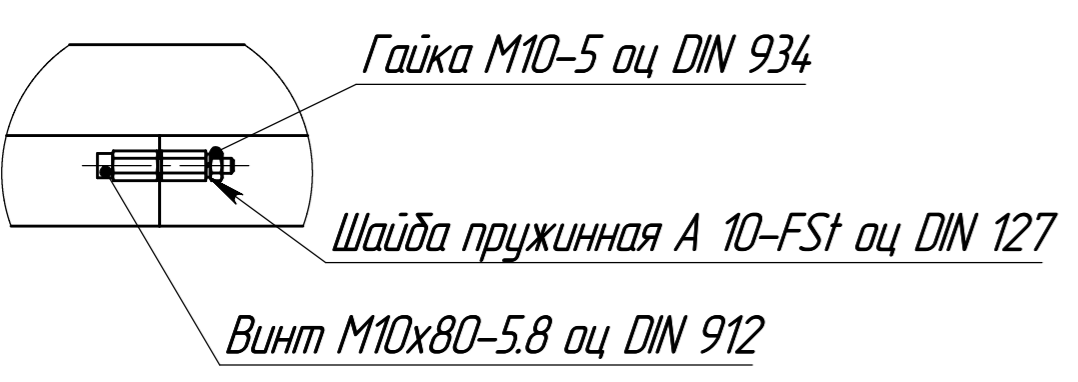 Гайка М10-5 оц DIN 934
Шайба пружинная А 10-FSt оц DIN 127
Винт М10х80-5.8 оц DIN 912